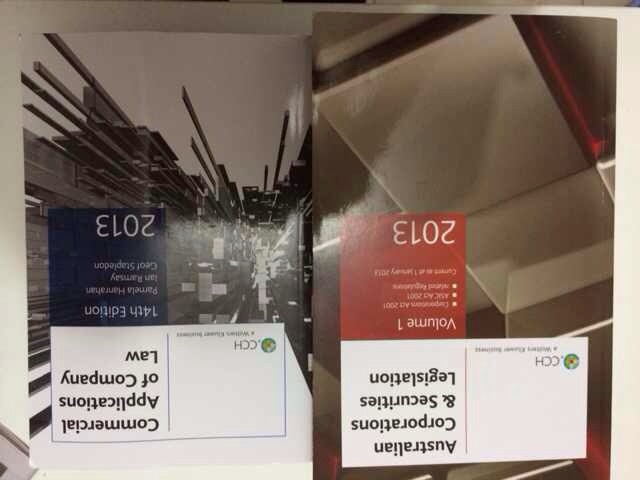 Australian
Corporations
& Securities
Legislation
CCH
a Wolters Kluwer business
Volume 1
Corporations Act 2001
ASIC Act 2001
related Regulations
Current as at 1 January 2013
2013
Commercial
Applications
of Company
Law
CCH
a Wolters Kluwer business
14th Edition
Pamela Hanrahan
Ian Ramsay
Geof Stapledon
2013